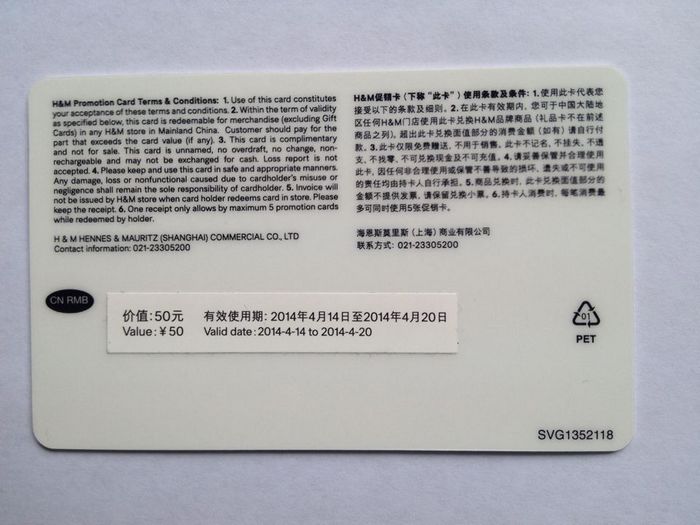 H&M Promotion Card Terms & Conditions: 1. Use of this card constitutes
your acceptance of these terms and conditions. 2. Within the term of validity
as specified below, this card is redeemable for merchandise (excluding
Gift Cards) in any H&M store in Mainland China. Customer should pay for the
part that exceeds the card value (if any). 3. This card is complimentary
and not for sale. This card is unnamed, no overdraft, no change, non-
rechargeable and may not be exchanged for cash. Loss report is not
accepted. 4. Please keep and use this card in safe and appropriate manners.
Any damage, loss or nonfunctional caused due to cardholder's misuse or
negligence shall remain the sole responsibility of cardholder. 5. Invoice will
not be issued by H&M store when card holder redeems card in store. Please
keep the receipt. 6. One receipt only allows by maximum 5 promotion cards
while redeemed by holder.
H & M HENNES & MAURITZ (SHANGHAI) COMMERCIAL CO., LTD
Contact information: 021-23305200
H&M促销卡（下称“此卡”）使用条款及条件: 1.使用此卡代表您
接受以下的条款及细则。2.在此卡有效期内, 您可于中国大陆地
区任何H&M门店使用此卡兑换H&M品牌商品（礼品卡不在前述
商品之列), 超出此卡兑换面值部分的消费金额（如有）请自行付
款。3.此卡仅限免费赠送、不用于销售。此卡不记名、不挂失、不透
支、不找零、不可兑换现金及不可充值。4.请妥善保管并合理使用
此卡, 因任何非合理使用或保管不善导致的损坏、遗失或不可使用
的责任均由持卡人自行承担。5.商品兑换时, 此卡兑换面值部分的
金额不提供发票, 请保留兑换小票。6.持卡人消费时, 每笔消费最
多可同时使用5张促销卡。
海恩斯莫里斯（上海）商业有限公司
联系方式: 021-23305200
CN RMB
价值: 50元 有效使用期: 2014年4月14日至2014年4月20日
Value: ¥50 Valid date: 2014-4-14 to 2014-4-20
01
PET
SVG1352118